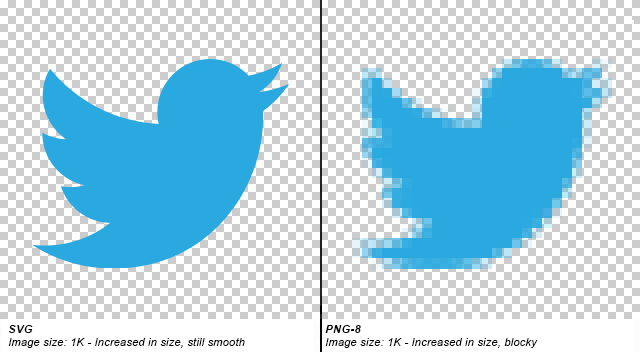 SVG
Image size: 1K - Increased in size, still smooth
PNG-8
Image size: 1K - Increased in size, blocky